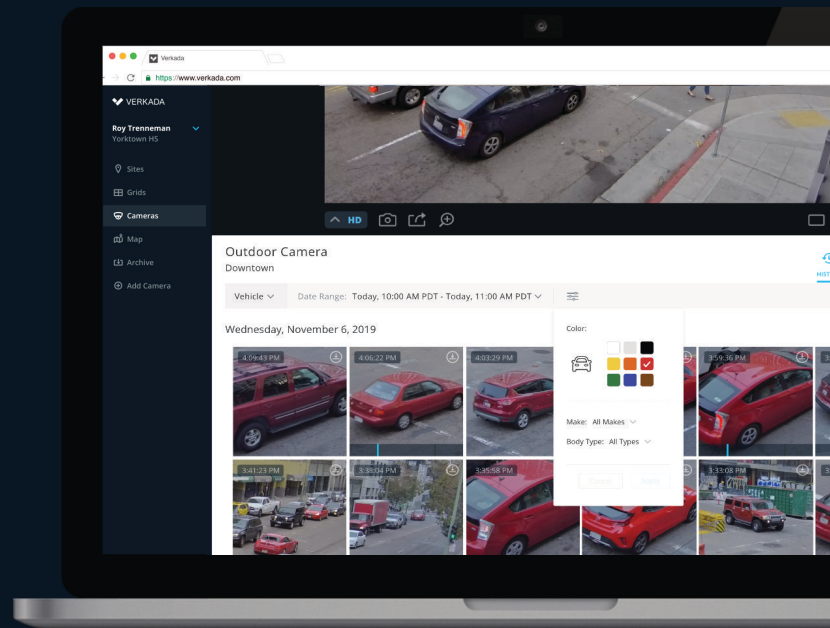 Verkada
https://www.verkada.com
VERKADA
Roy Trenneman
Yorktown HS
Sites
Grids
Cameras
Map
Archive
Add Camera
HD
Outdoor Camera
Downtown
HIST
Vehicle
Date Range: Today, 10:00 AM PDT - Today, 11:00 AM PDT
Wednesday, November 6, 2019
Color:
Make: All Makes
Body Type: All Types
4:09:43 PM
4:06:22 PM
4:03:29 PM
3:59:36 PM
3:41:23 PM
3:38:04 PM
3:35:58 PM
3:33:08 PM